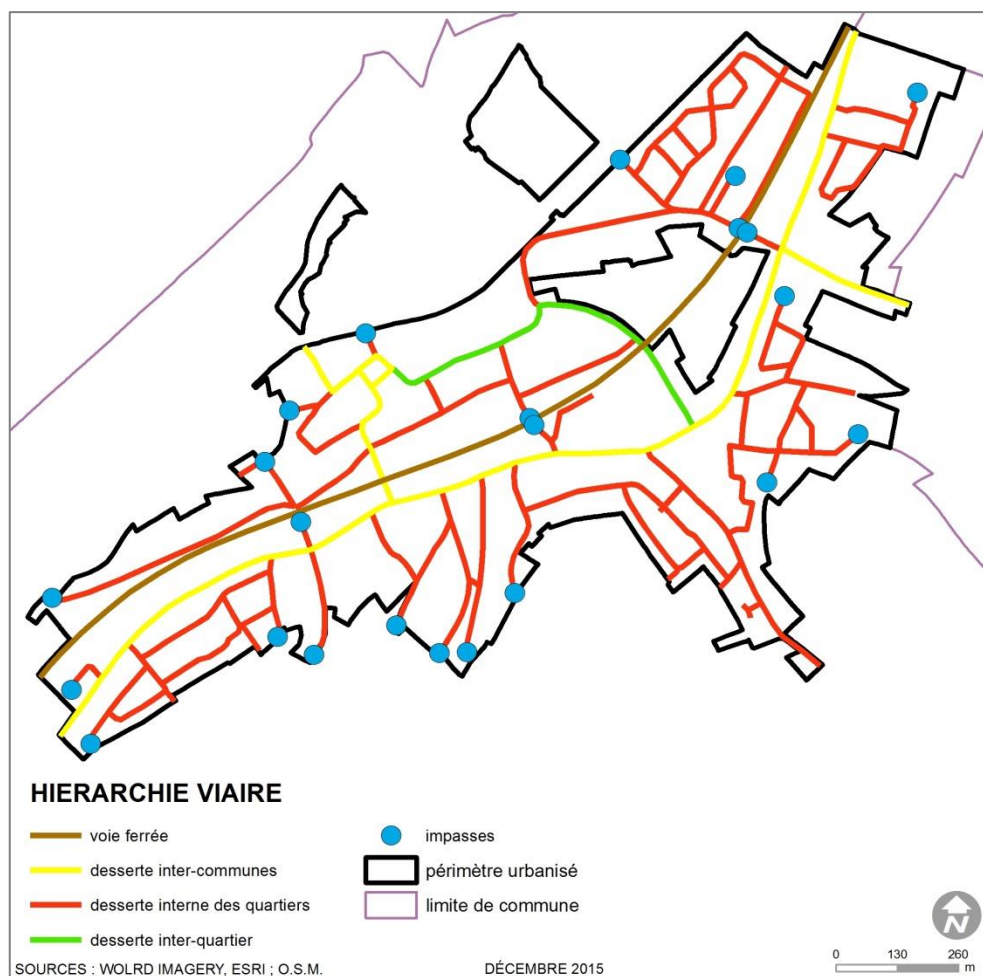 HIERARCHIE VIAIRE
voie ferrée
desserte inter-communes
desserte interne des quartiers
desserte inter-quartier
impasses
périmètre urbanisé
limite de commune
N
0 130 260
m
SOURCES : WOLRD IMAGERY, ESRI ; O.S.M.
DÉCEMBRE 2015